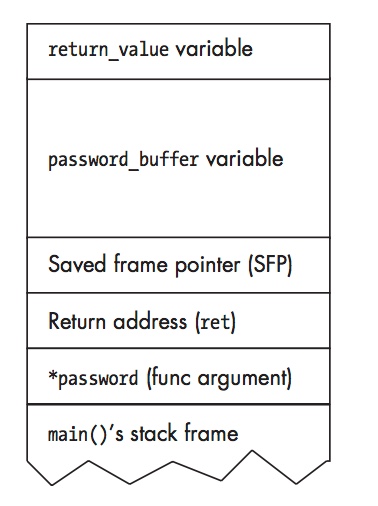 return_value variable
password_buffer variable
Saved frame pointer (SFP)
Return address (ret)
*password (func argument)
main()'s stack frame